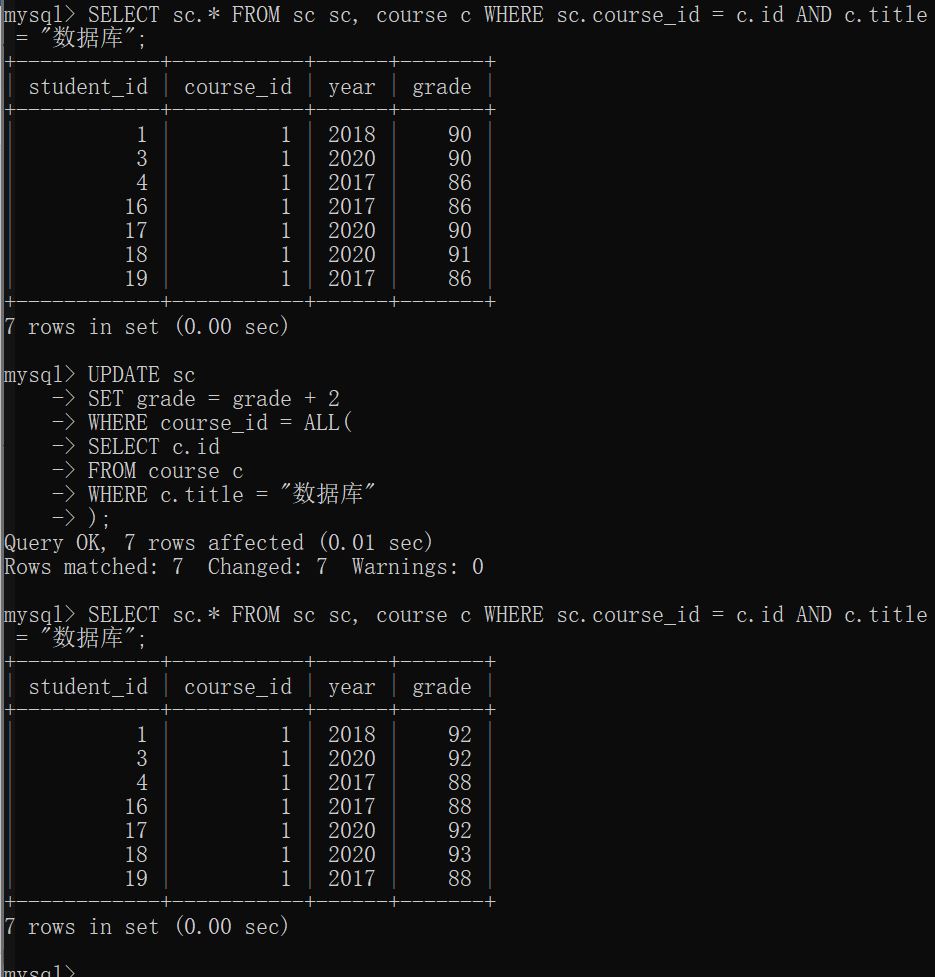 mysql> SELECT sc.* FROM sc sc, course c WHERE sc.course_id = c.id AND c.title
 = "数据库";
+------------+-----------+------+-------+
| student_id | course_id | year | grade |
+------------+-----------+------+-------+
|          1 |         1 | 2018 |    90 |
|          3 |         1 | 2020 |    90 |
|          4 |         1 | 2017 |    86 |
|         16 |         1 | 2017 |    86 |
|         17 |         1 | 2020 |    90 |
|         18 |         1 | 2020 |    91 |
|         19 |         1 | 2017 |    86 |
+------------+-----------+------+-------+
7 rows in set (0.00 sec)

mysql> UPDATE sc
    -> SET grade = grade + 2
    -> WHERE course_id = ALL(
    -> SELECT c.id
    -> FROM course c
    -> WHERE c.title = "数据库"
    -> );
Query OK, 7 rows affected (0.01 sec)
Rows matched: 7  Changed: 7  Warnings: 0

mysql> SELECT sc.* FROM sc sc, course c WHERE sc.course_id = c.id AND c.title
 = "数据库";
+------------+-----------+------+-------+
| student_id | course_id | year | grade |
+------------+-----------+------+-------+
|          1 |         1 | 2018 |    92 |
|          3 |         1 | 2020 |    92 |
|          4 |         1 | 2017 |    88 |
|         16 |         1 | 2017 |    88 |
|         17 |         1 | 2020 |    92 |
|         18 |         1 | 2020 |    93 |
|         19 |         1 | 2017 |    88 |
+------------+-----------+------+-------+
7 rows in set (0.00 sec)

mysql>